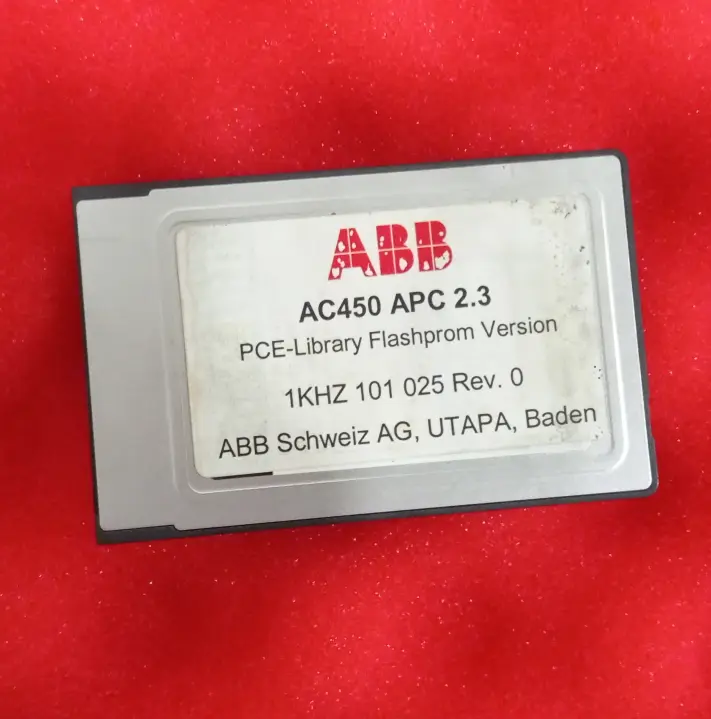 ABB
AC450 APC 2.3
PCE-Library Flashprom Version
1KHZ 101 025 Rev. 0
ABB Schweiz AG, UTAPA, Baden